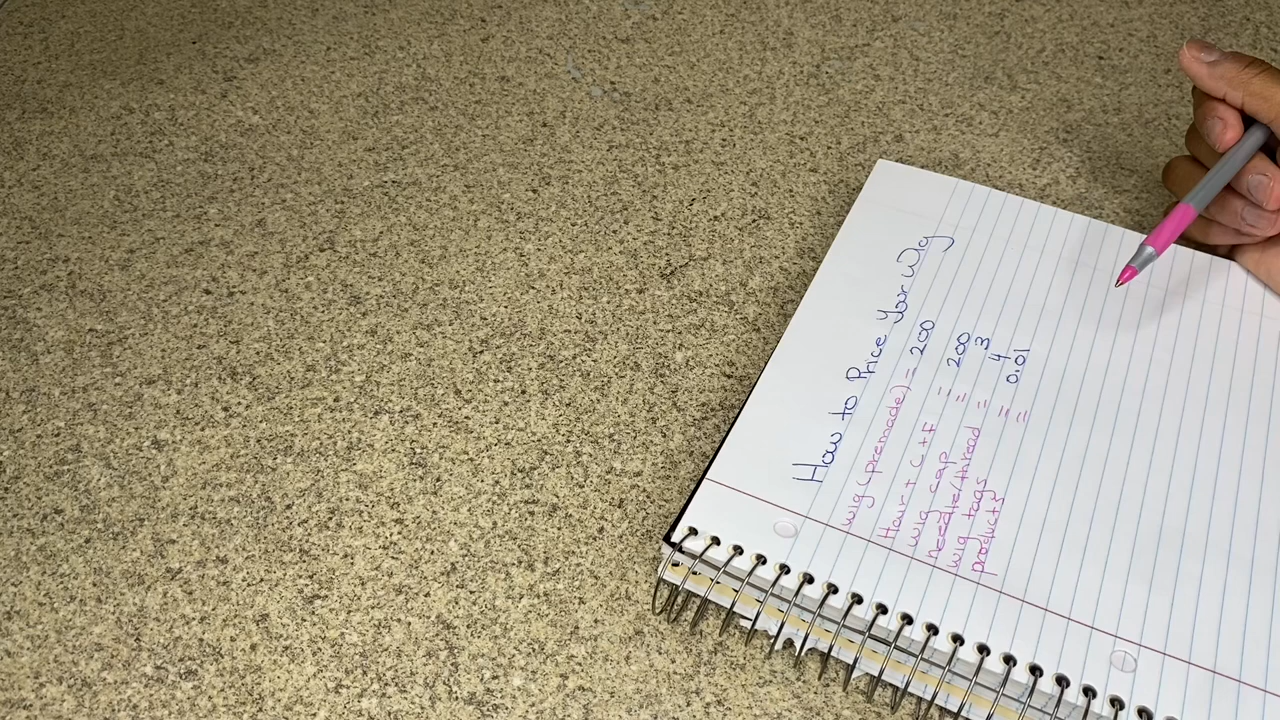 How to Price Your Wig
wig (premade) - 200
Hair + C + F = 200
wig cap = 3
needle/thread = 4
wig tags = 0.01
products =